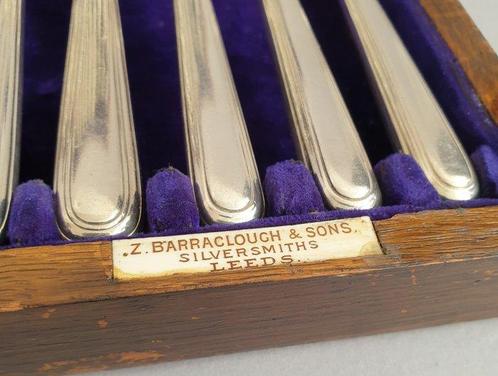 .Z. BARRACLOUGH & SONS.
SILVERSMITHS
LEEDS.